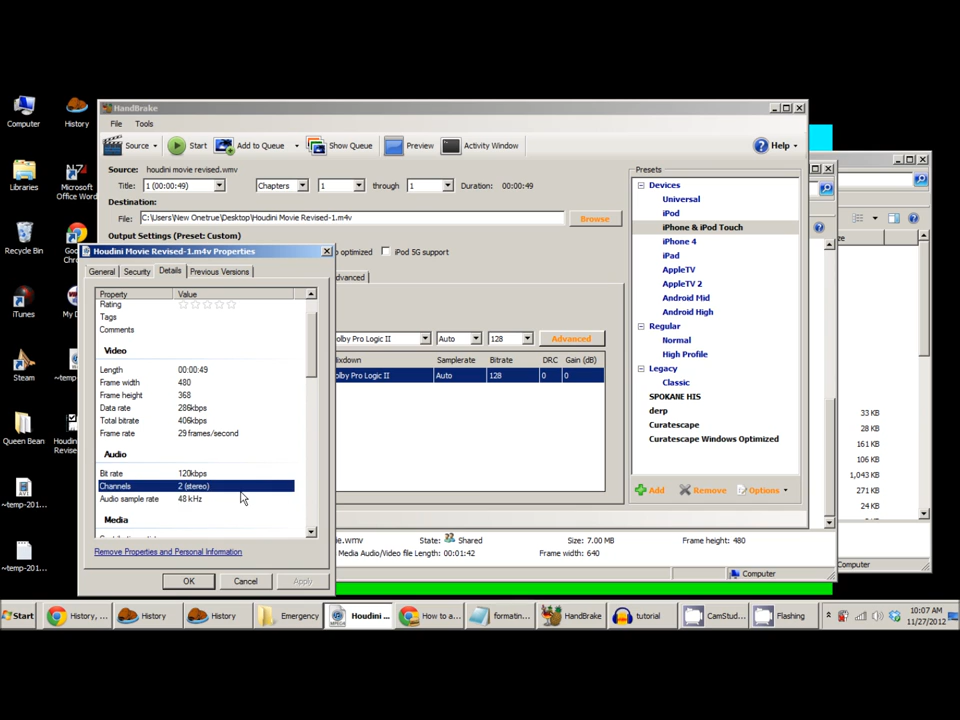 Computer
History
Libraries
Microsoft
Office Word
Recycle Bin
iTunes
Steam
Queen Bean
~temp-201...
~temp-201...
HandBrake
File Tools
Source Start Add to Queue Show Queue Preview Activity Window Help
Source: houdini movie revised.wmv
Title: 1 (00:00:49) Chapters 1 through 1 Duration: 00:00:49
Destination:
File: C:\Users\New Onetrue\Desktop\Houdini Movie Revised-1.m4v Browse
Output Settings (Preset: Custom)
optimized iPod 5G support
dvanced
olby Pro Logic II Auto 128 Advanced
ixdown Samplerate Bitrate DRC Gain (dB)
olby Pro Logic II Auto 128 0 0
Presets
Devices
Universal
iPod
iPhone & iPod Touch
iPhone 4
iPad
AppleTV
AppleTV 2
Android Mid
Android High
Regular
Normal
High Profile
Legacy
Classic
SPOKANE HIS
derp
Curatescape
Curatescape Windows Optimized
Add Remove Options
Houdini Movie Revised-1.m4v Properties
General Security Details Previous Versions
Property Value
Rating
Tags
Comments
Video
Length 00:00:49
Frame width 480
Frame height 368
Data rate 286kbps
Total bitrate 406kbps
Frame rate 29 frames/second
Audio
Bit rate 120kbps
Channels 2 (stereo)
Audio sample rate 48 kHz
Media
Remove Properties and Personal Information
OK Cancel Apply
.wmv State: Shared Size: 7.00 MB Frame height: 480
Media Audio/Video file Length: 00:01:42 Frame width: 640
Computer
33 KB
28 KB
161 KB
106 KB
1,043 KB
271 KB
24 KB
Computer
Start History, ... History History Emergency Houdini ... How to a... formatin... HandBrake tutorial CamStud... Flashing
10:07 AM
11/27/2012